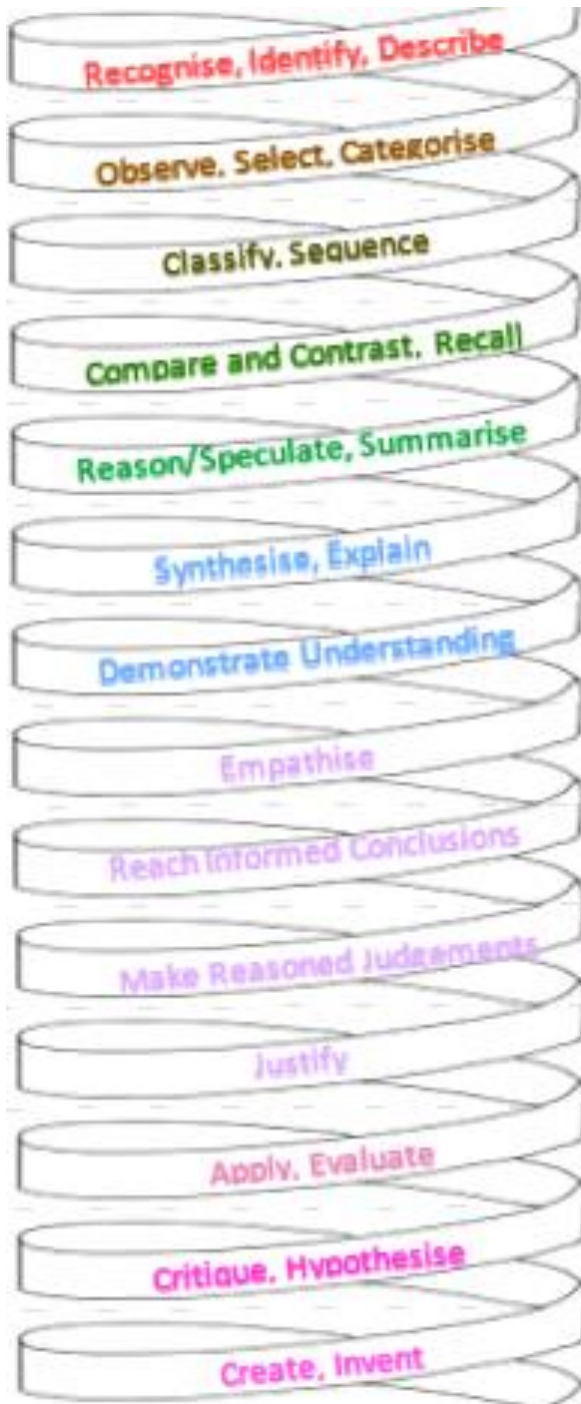 Recognise, Identify, Describe
Observe, Select, Categorise
Classify, Sequence
Compare and Contrast, Recall
Reason/Speculate, Summarise
Synthesise, Explain
Demonstrate Understanding
Empathise
Reach Informed Conclusions
Make Reasoned Judgements
Justify
Apply, Evaluate
Critique, Hypothesise
Create, Invent